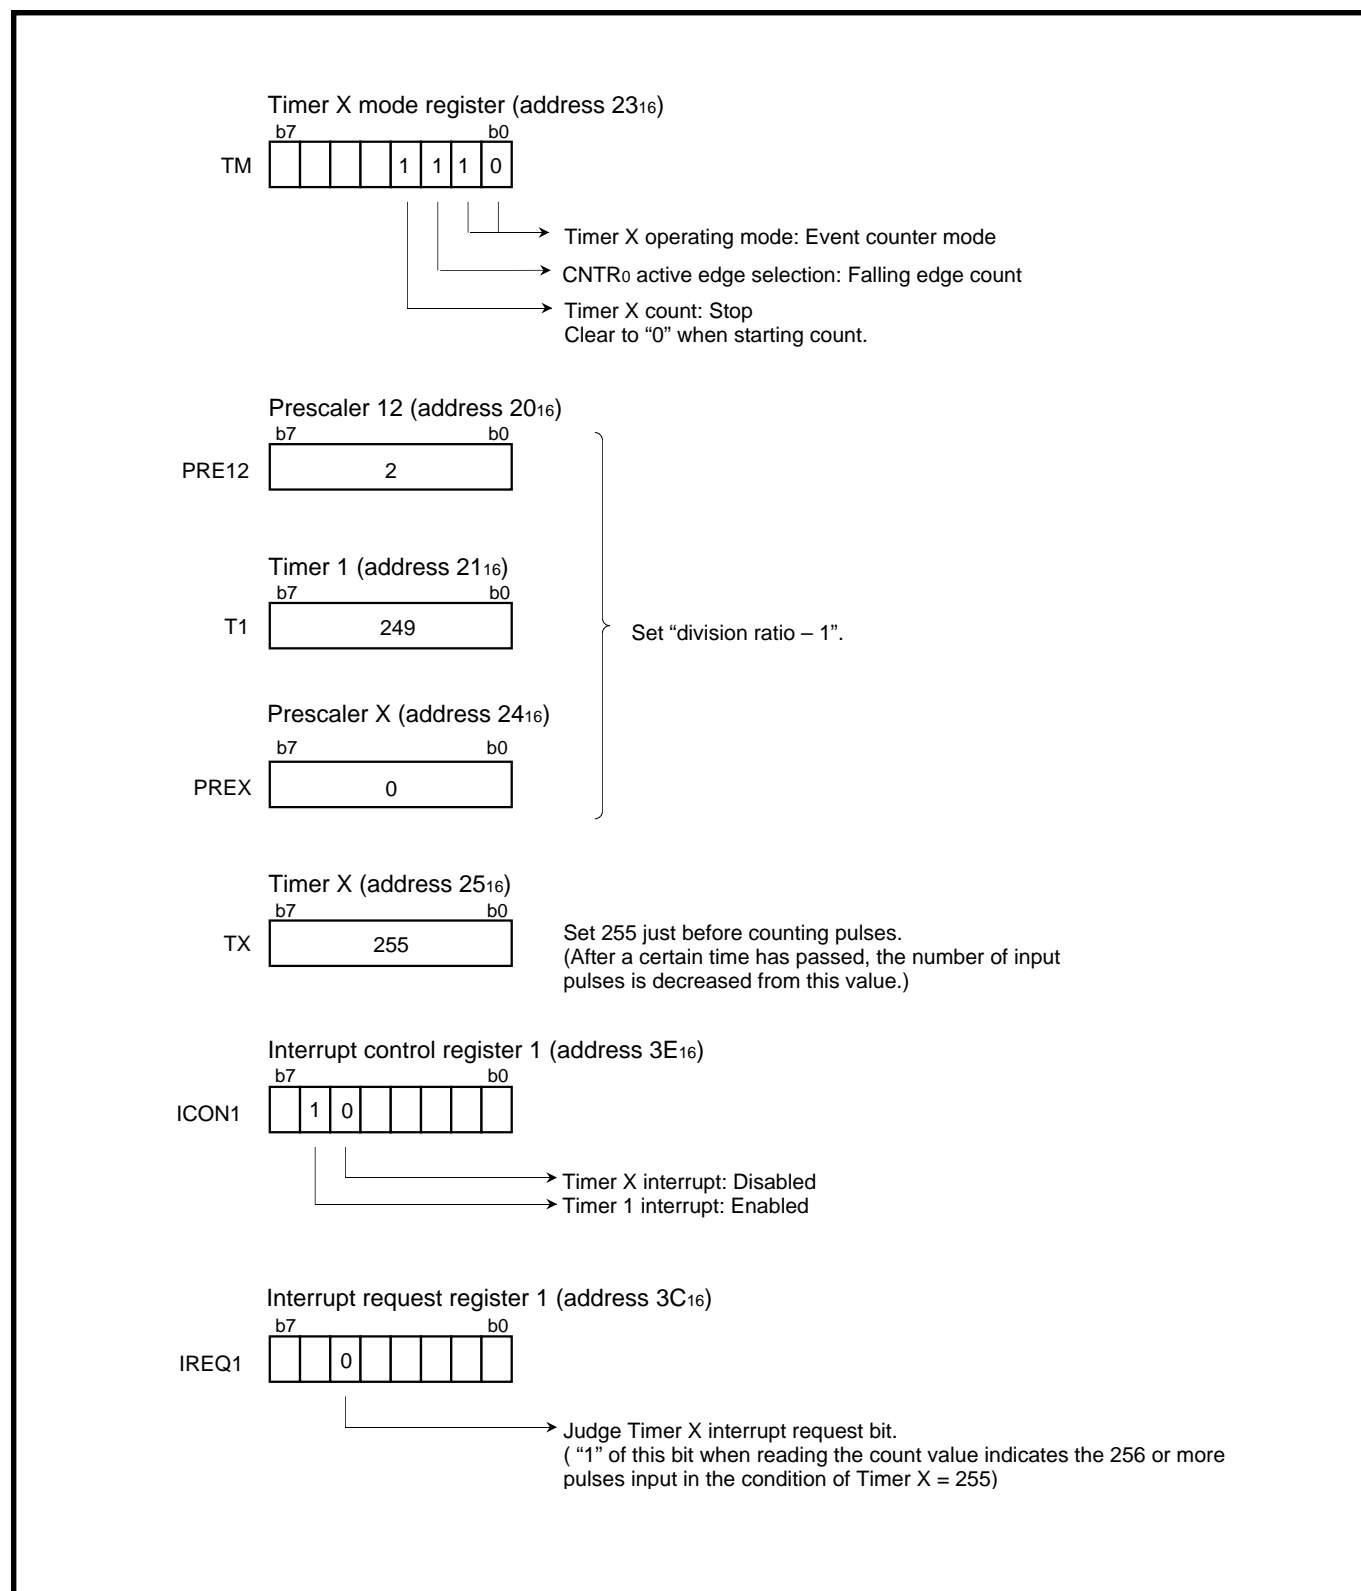 Timer X mode register (address 23₁₆)
b7 b0
TM 1 1 1 0
Timer X operating mode: Event counter mode
CNTR₀ active edge selection: Falling edge count
Timer X count: Stop
Clear to “0” when starting count.
Prescaler 12 (address 20₁₆)
b7 b0
PRE12 2
Timer 1 (address 21₁₆)
b7 b0
T1 249
Set “division ratio – 1”.
Prescaler X (address 24₁₆)
b7 b0
PREX 0
Timer X (address 25₁₆)
b7 b0
TX 255
Set 255 just before counting pulses.
(After a certain time has passed, the number of input
pulses is decreased from this value.)
Interrupt control register 1 (address 3E₁₆)
b7 b0
ICON1 1 0
Timer X interrupt: Disabled
Timer 1 interrupt: Enabled
Interrupt request register 1 (address 3C₁₆)
b7 b0
IREQ1 0
Judge Timer X interrupt request bit.
( “1” of this bit when reading the count value indicates the 256 or more
pulses input in the condition of Timer X = 255)